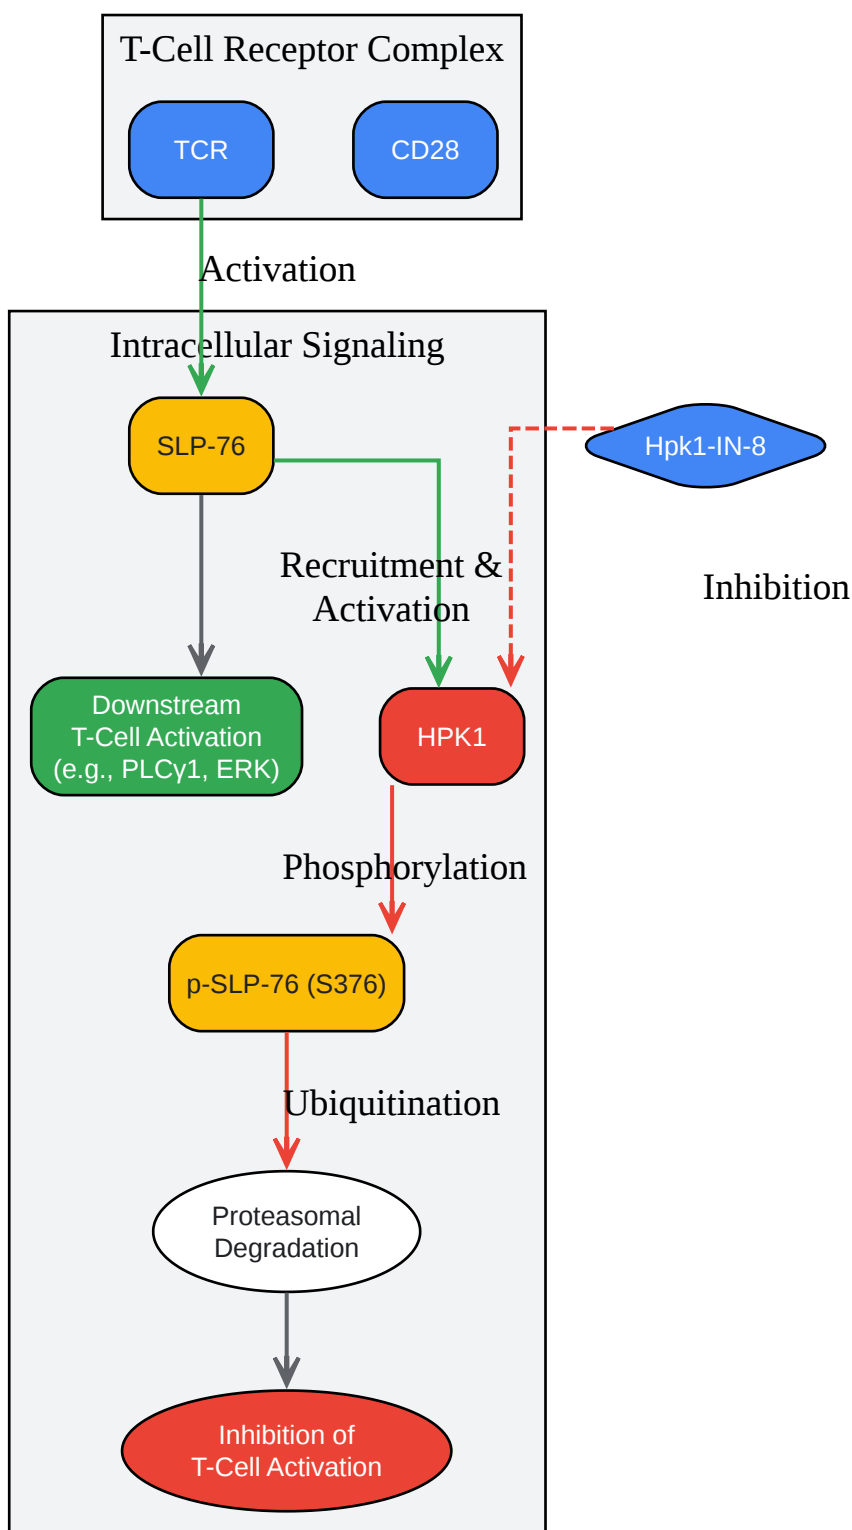 T-Cell Receptor Complex
TCR
CD28
Activation
Intracellular Signaling
SLP-76
Hpk1-IN-8
Recruitment &
Activation
Inhibition
Downstream
T-Cell Activation
(e.g., PLCγ1, ERK)
HPK1
Phosphorylation
p-SLP-76 (S376)
Ubiquitination
Proteasomal
Degradation
Inhibition of
T-Cell Activation